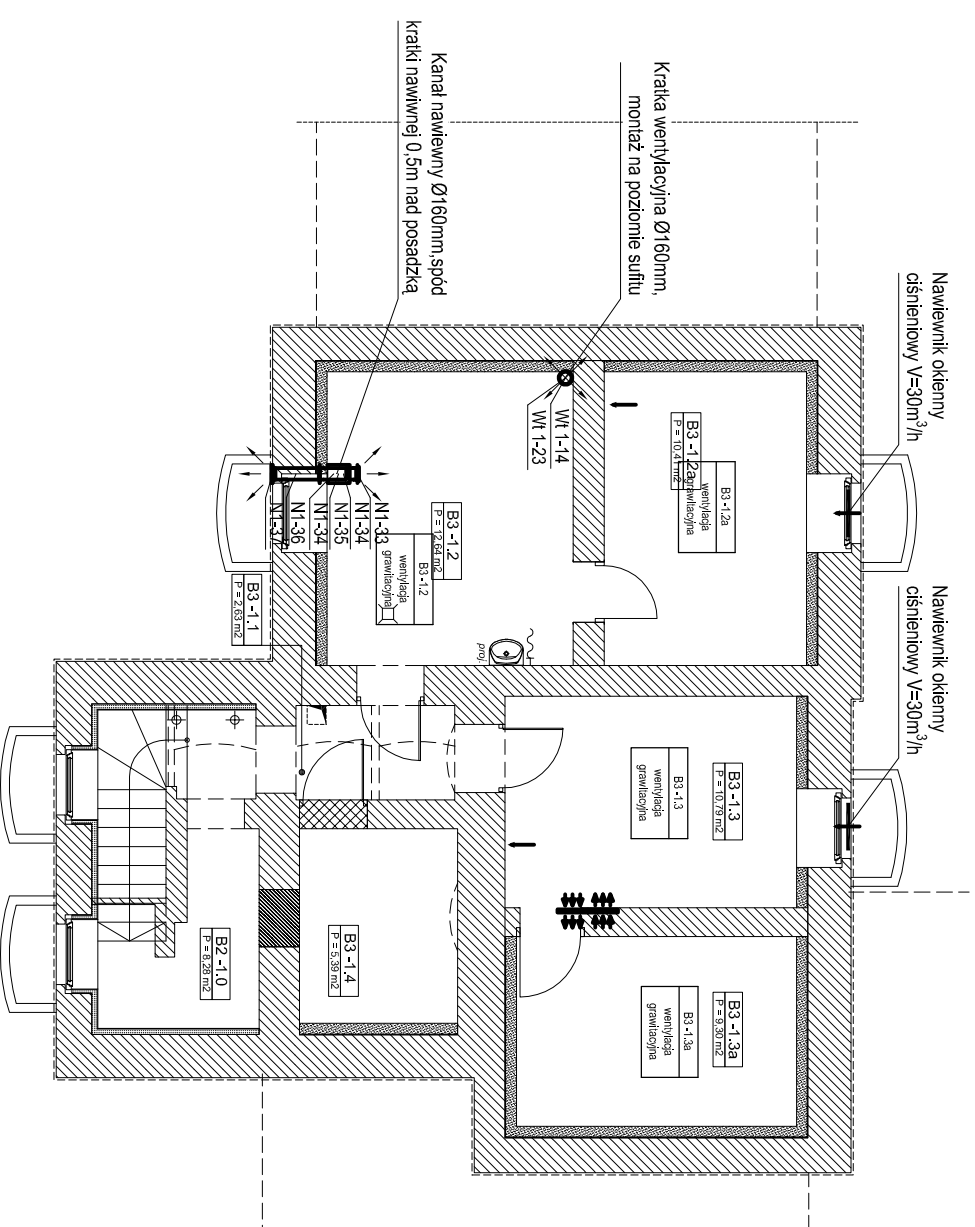 Kanał nawiewny Ø160mm,spód
kratki nawiwnej 0,5m nad posadzką
Kratka wentylacyjna Ø160mm,
montaż na poziomie sufitu
Nawiewnik okienny
ciśnieniowy V=30m³/h
Nawiewnik okienny
ciśnieniowy V=30m³/h
Wt 1-14
Wt 1-23
B3 -1.2a
P = 10,41 m2
B3 -1.2a
wentylacja
grawitacyjna
N1-33
N1-34
N1-35
N1-34
N1-36
N1-37
B3 -1.2
P = 12,64 m2
B3 -1.2
wentylacja
grawitacyjna
proj.
B3 -1.1
P = 2,63 m2
B3 -1.3
P = 10,79 m2
B3 -1.3
wentylacja
grawitacyjna
B3 -1.3a
P = 9,30 m2
B3 -1.3a
wentylacja
grawitacyjna
B3 -1.4
P = 5,39 m2
B2 -1.0
P = 8,28 m2